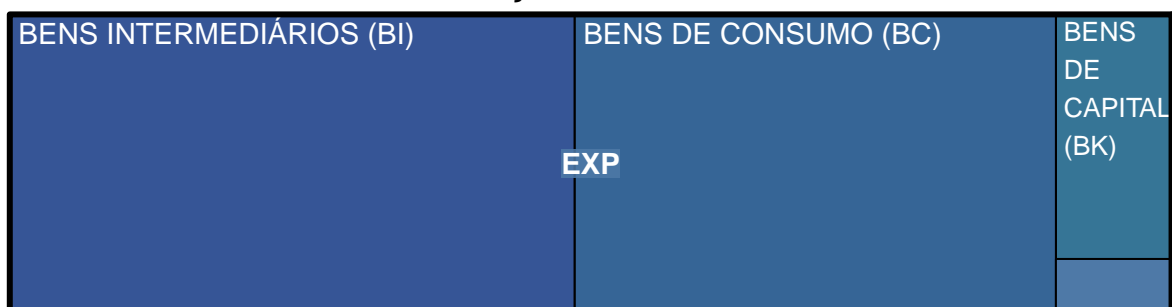 BENS INTERMEDIÁRIOS (BI)
BENS DE CONSUMO (BC)
BENS
DE
CAPITAL
(BK)
EXP